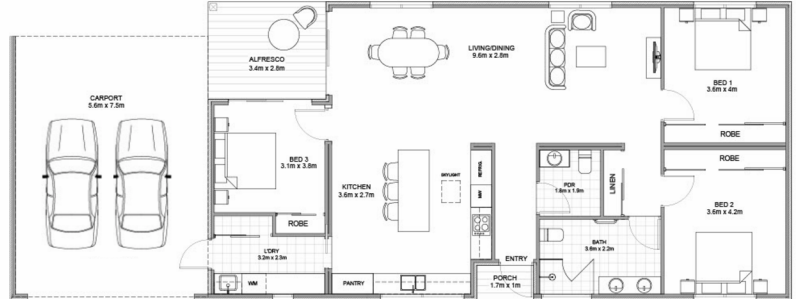 ALFRESCO
3.4m x 2.8m
LIVING/DINING
9.6m x 2.8m
BED 1
3.6m x 4m
CARPORT
5.6m x 7.5m
ROBE
ROBE
BED 3
3.1m x 3.8m
KITCHEN
3.6m x 2.7m
SKYLIGHT
REFRIG.
MW
PDR
1.8m x 1.9m
LINEN
BED 2
3.6m x 4.2m
ROBE
L'DRY
3.2m x 2.3m
BATH
3.6m x 2.2m
ENTRY
WM
PANTRY
PORCH
1.7m x 1m